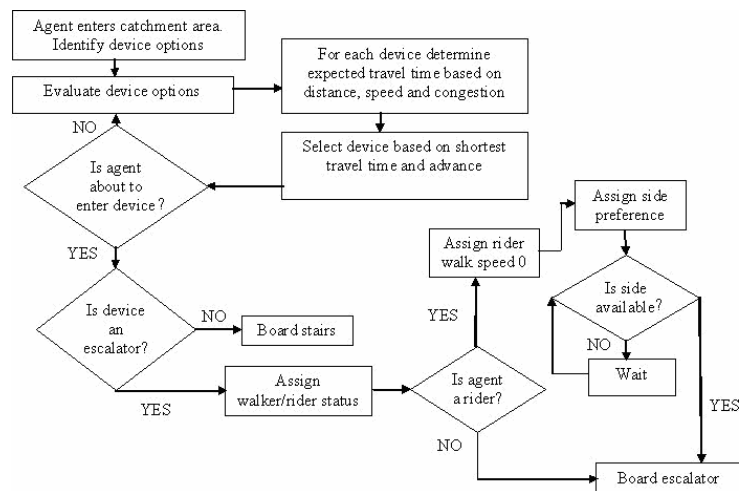 Agent enters catchment area.
Identify device options
Evaluate device options
For each device determine
expected travel time based on
distance, speed and congestion
Select device based on shortest
travel time and advance
NO
Is agent
about to
enter device ?
YES
Is device
an
escalator?
NO
Board stairs
YES
Assign
walker/rider status
Is agent
a rider?
YES
Assign rider
walk speed 0
Assign side
preference
Is side
available?
NO
Wait
YES
NO
Board escalator